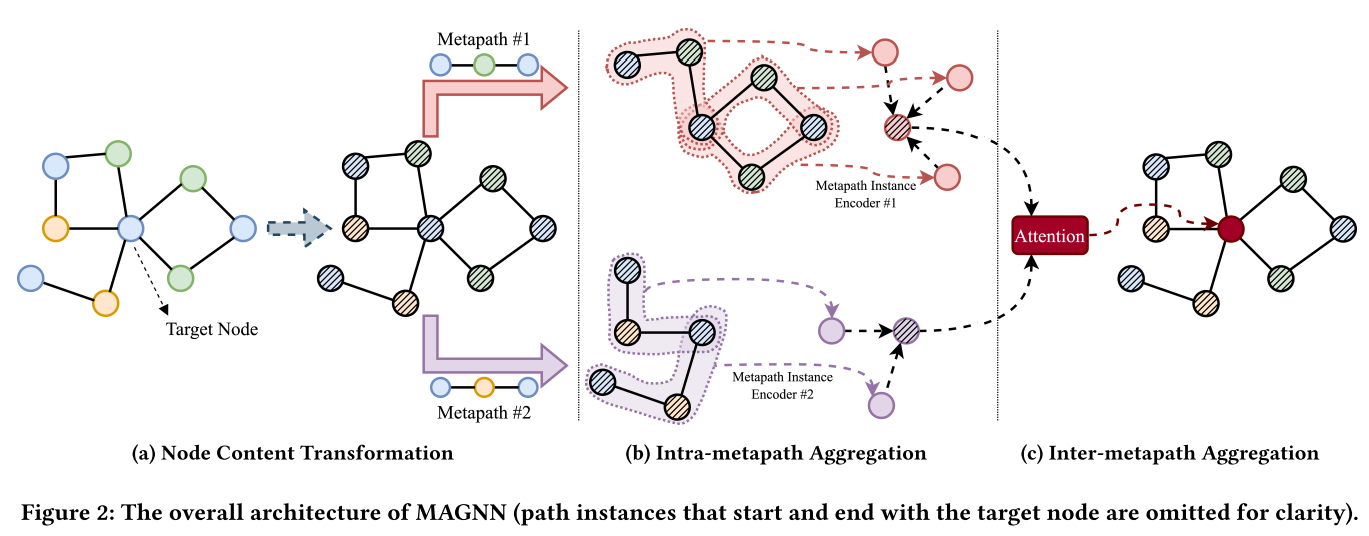 Metapath #1
Target Node
Metapath #2
Metapath Instance
Encoder #1
Metapath Instance
Encoder #2
Attention
(a) Node Content Transformation
(b) Intra-metapath Aggregation
(c) Inter-metapath Aggregation
Figure 2: The overall architecture of MAGNN (path instances that start and end with the target node are omitted for clarity).